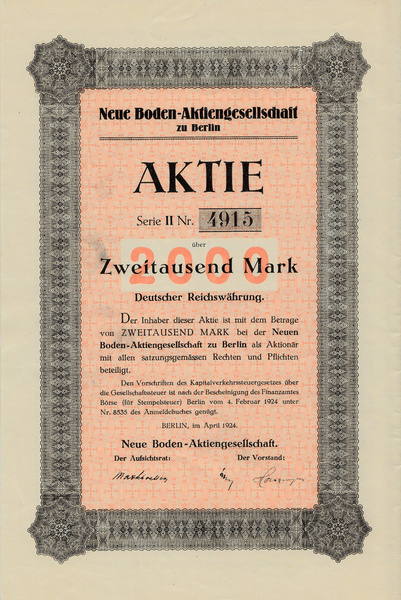 Neue Boden-Aktiengesellschaft
zu Berlin
AKTIE
Serie II Nr. 4915
über
2000
Zweitausend Mark
Deutscher Reichswährung.
Der Inhaber dieser Aktie ist mit dem Betrage
von ZWEITAUSEND MARK bei der Neuen
Boden-Aktiengesellschaft zu Berlin als Aktionär
mit allen satzungsgemässen Rechten und Pflichten
beteiligt.
Den Vorschriften des Kapitalverkehrssteuergesetzes über
die Gesellschaftssteuer ist nach der Bescheinigung des Finanzamtes
Börse (für Stempelsteuer) Berlin vom 4. Februar 1924 unter
Nr. 8535 des Anmeldebuches genügt.
BERLIN, im April 1924.
Neue Boden-Aktiengesellschaft.
Der Aufsichtsrat: Der Vorstand: